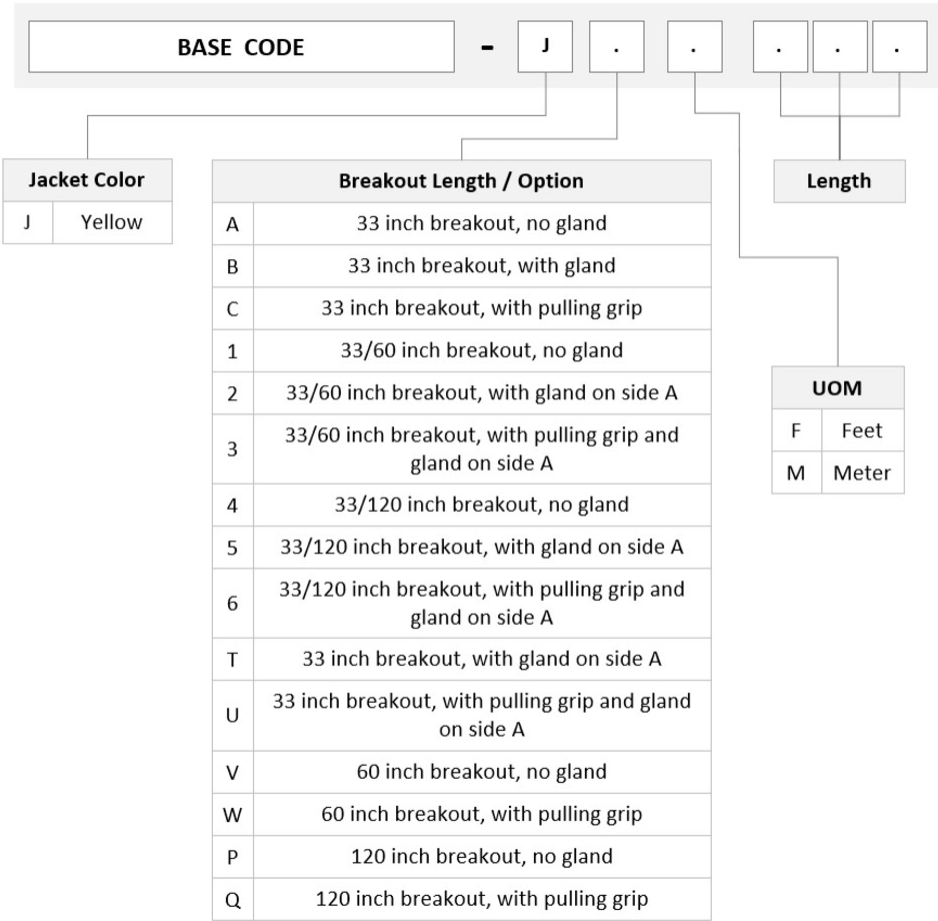 BASE CODE - J . . . . .
Jacket Color
J Yellow
Breakout Length / Option
A 33 inch breakout, no gland
B 33 inch breakout, with gland
C 33 inch breakout, with pulling grip
1 33/60 inch breakout, no gland
2 33/60 inch breakout, with gland on side A
3 33/60 inch breakout, with pulling grip and
gland on side A
4 33/120 inch breakout, no gland
5 33/120 inch breakout, with gland on side A
6 33/120 inch breakout, with pulling grip and
gland on side A
T 33 inch breakout, with gland on side A
U 33 inch breakout, with pulling grip and gland
on side A
V 60 inch breakout, no gland
W 60 inch breakout, with pulling grip
P 120 inch breakout, no gland
Q 120 inch breakout, with pulling grip
Length
UOM
F Feet
M Meter